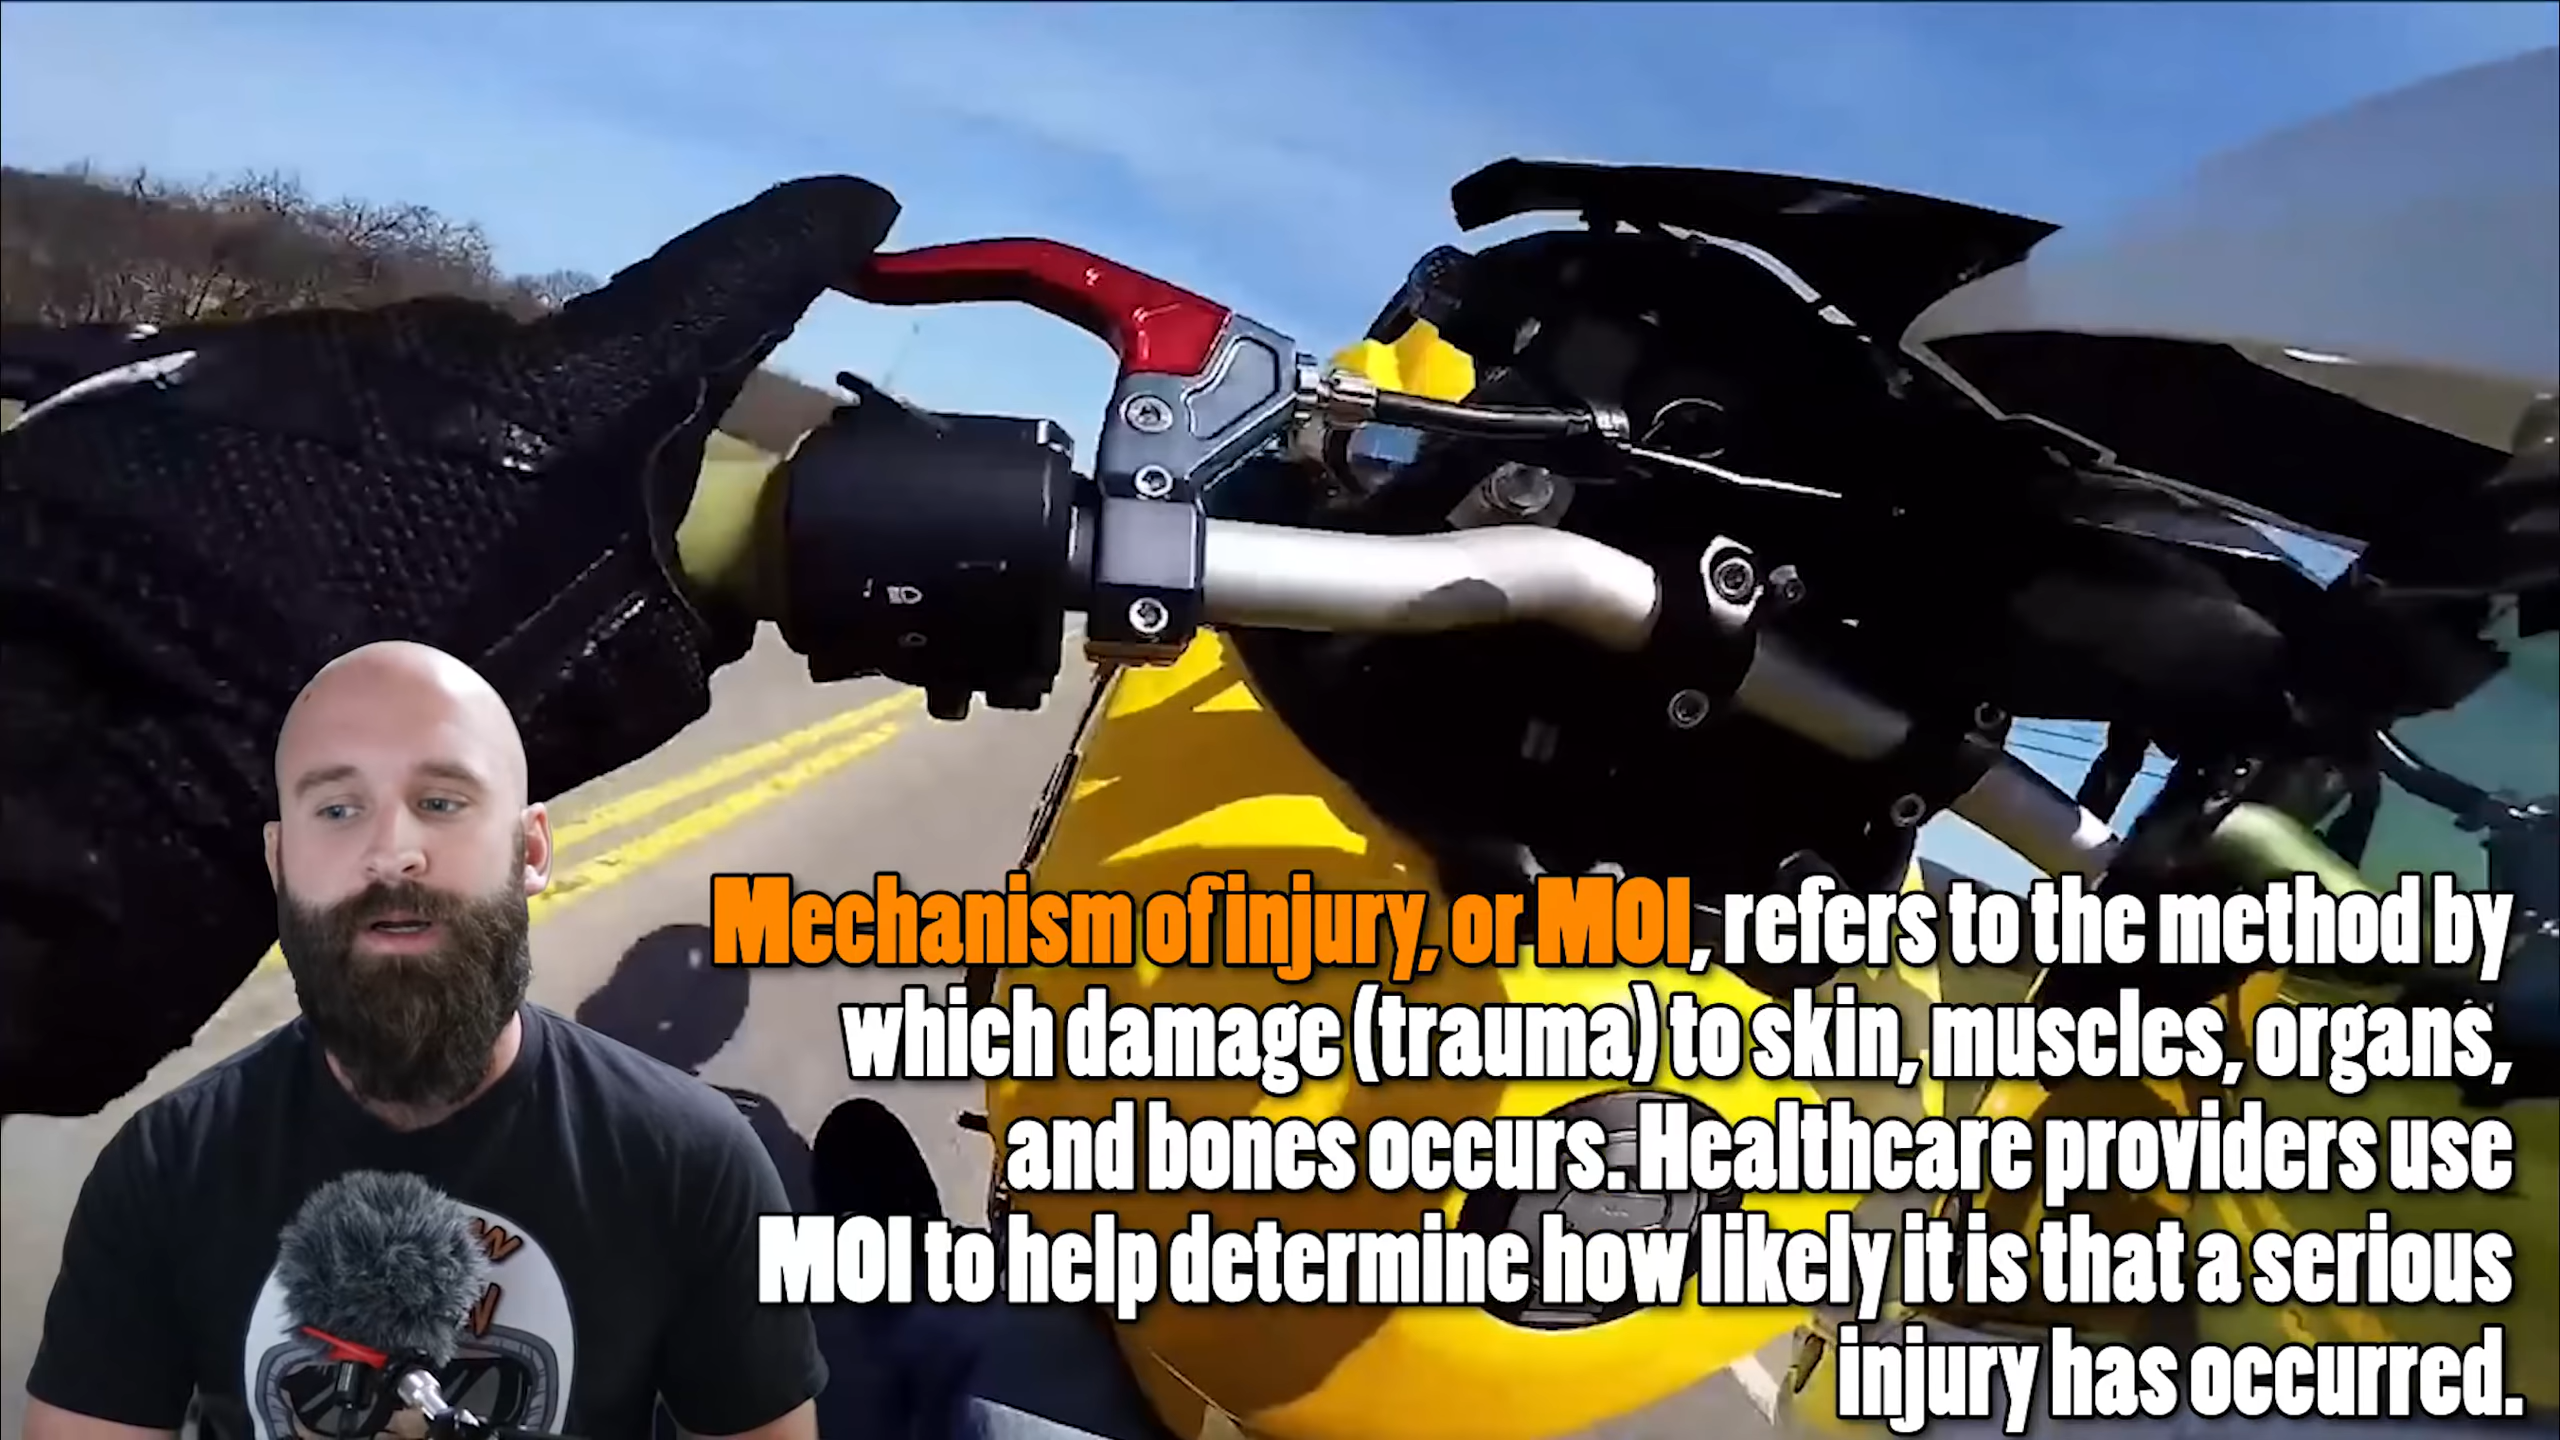 Mechanism of injury, or MOI, refers to the method by
which damage (trauma) to skin, muscles, organs,
and bones occurs. Healthcare providers use
MOI to help determine how likely it is that a serious
injury has occurred.